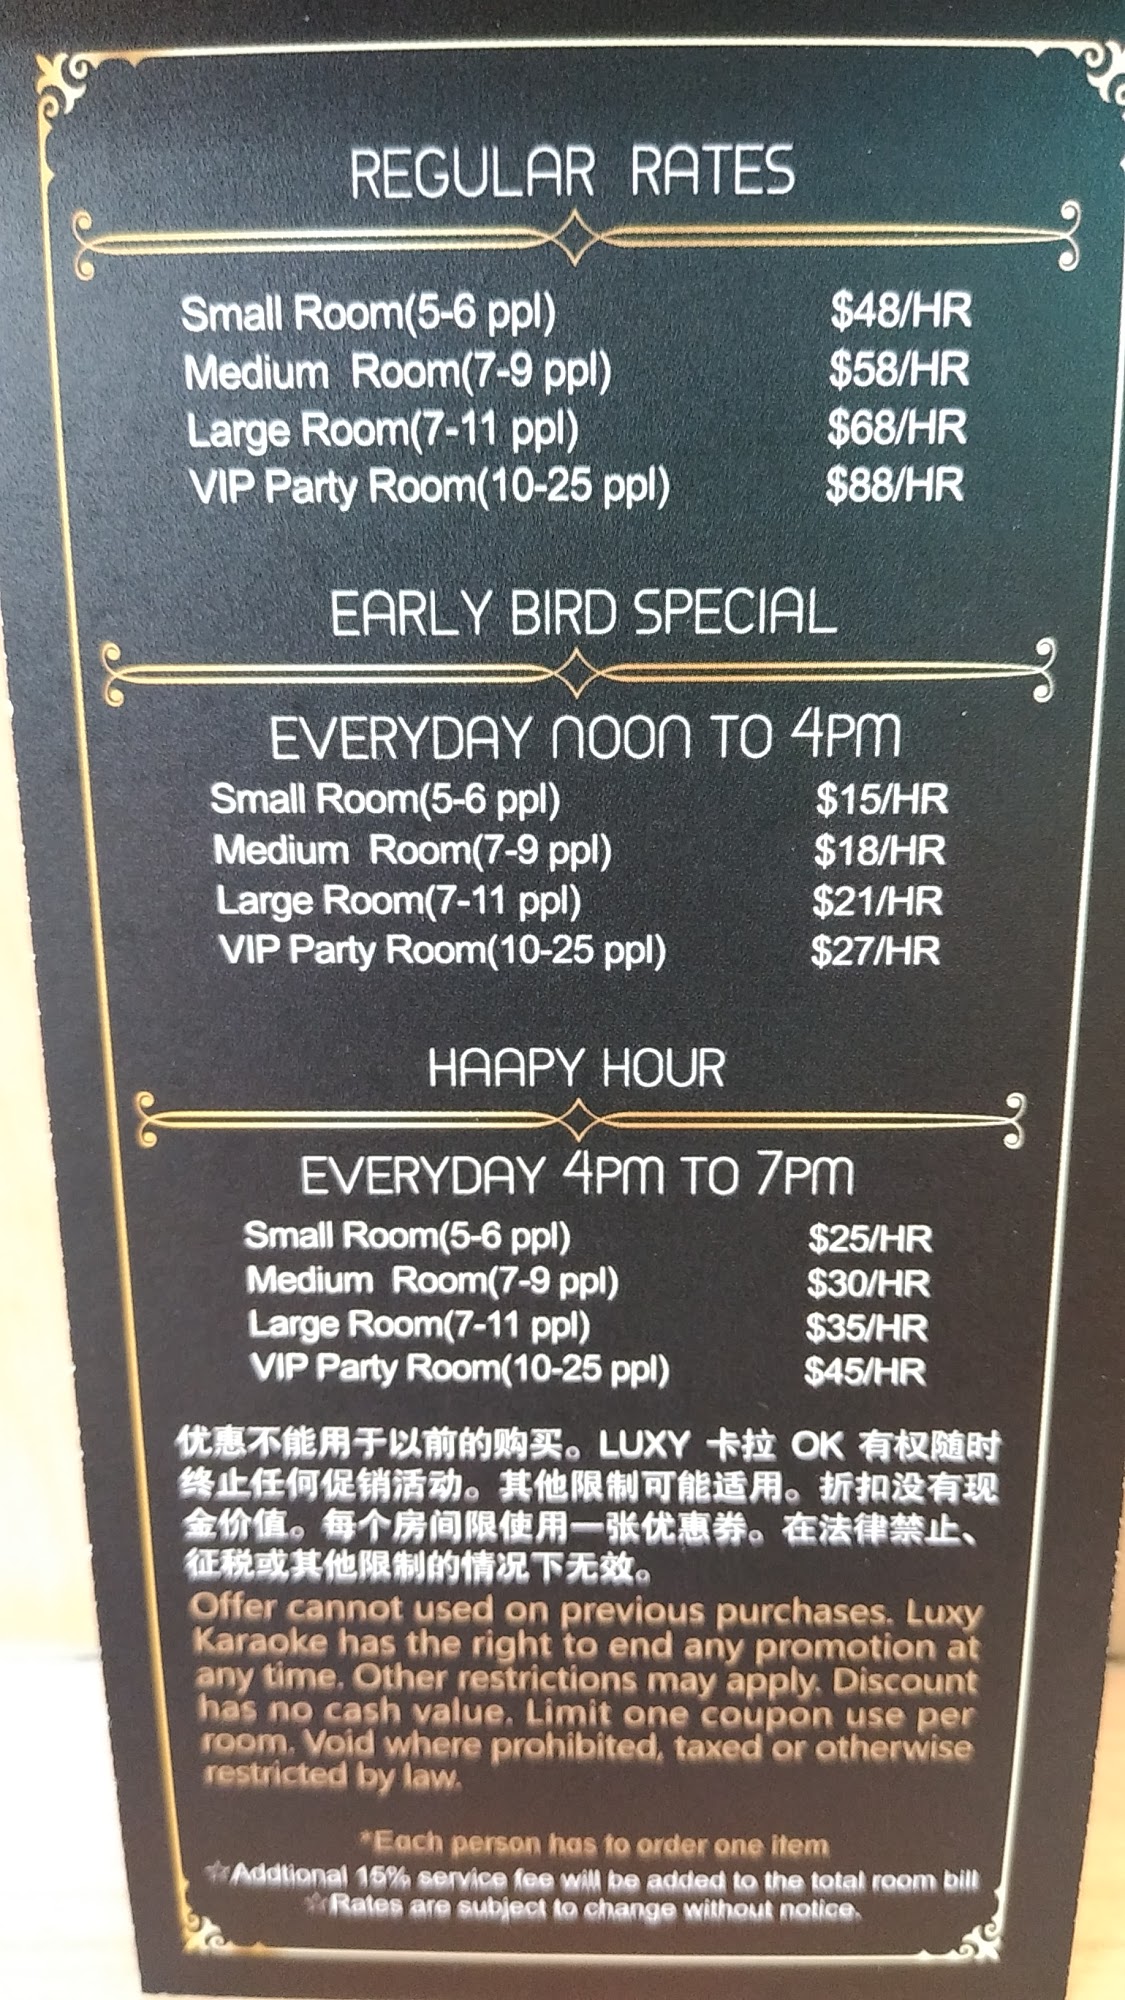 REGULAR RATES
Small Room(5-6 ppl) $48/HR
Medium Room(7-9 ppl) $58/HR
Large Room(7-11 ppl) $68/HR
VIP Party Room(10-25 ppl) $88/HR
EARLY BIRD SPECIAL
EVERYDAY NOON TO 4PM
Small Room(5-6 ppl) $15/HR
Medium Room(7-9 ppl) $18/HR
Large Room(7-11 ppl) $21/HR
VIP Party Room(10-25 ppl) $27/HR
HAAPY HOUR
EVERYDAY 4PM TO 7PM
Small Room(5-6 ppl) $25/HR
Medium Room(7-9 ppl) $30/HR
Large Room(7-11 ppl) $35/HR
VIP Party Room(10-25 ppl) $45/HR
优惠不能用于以前的购买。LUXY 卡拉 OK 有权随时
终止任何促销活动。其他限制可能适用。折扣没有现
金价值。每个房间限使用一张优惠券。在法律禁止、
征税或其他限制的情况下无效。
Offer cannot used on previous purchases. Luxy
Karaoke has the right to end any promotion at
any time. Other restrictions may apply. Discount
has no cash value. Limit one coupon use per
room. Void where prohibited, taxed or otherwise
restricted by law.
*Each person has to order one item
☆Addtional 15% service fee will be added to the total room bill
☆Rates are subject to change without notice.